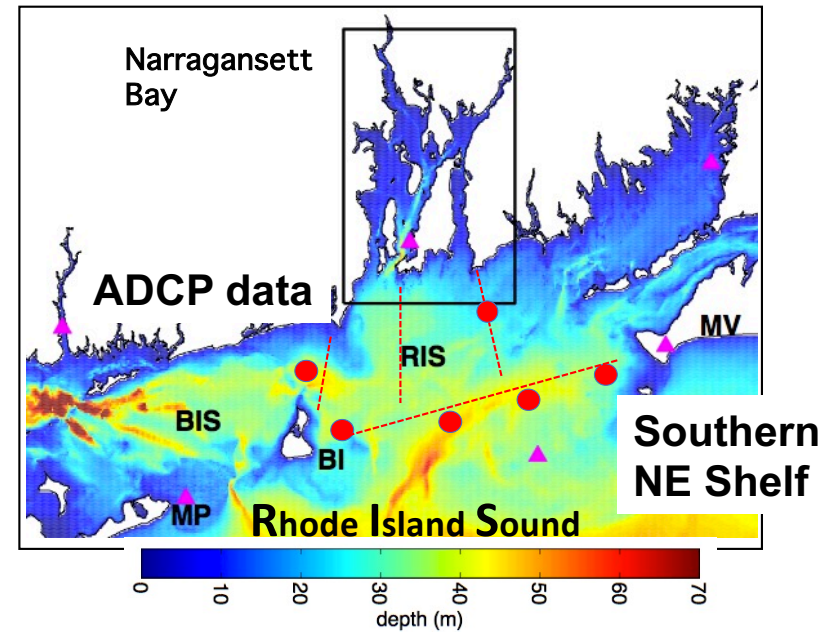 Narragansett
Bay
ADCP data
MV
RIS
BIS
Southern
NE Shelf
BI
MP
Rhode Island Sound
0
10
20
30
40
50
60
70
depth (m)